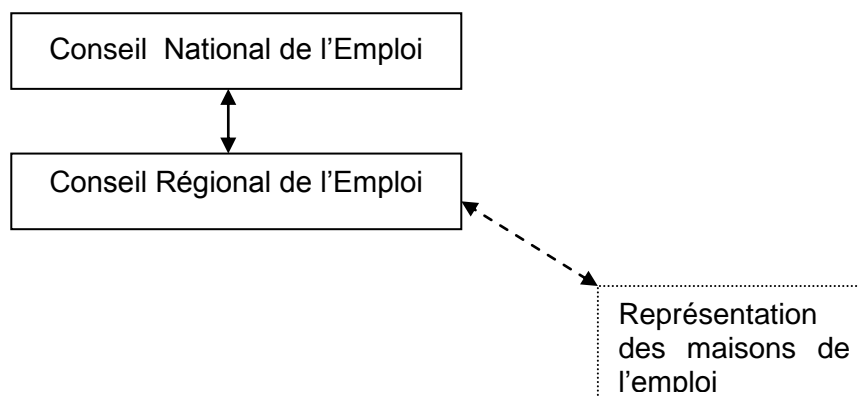 Conseil National de l’Emploi
Conseil Régional de l’Emploi
Représentation
des maisons de
l’emploi